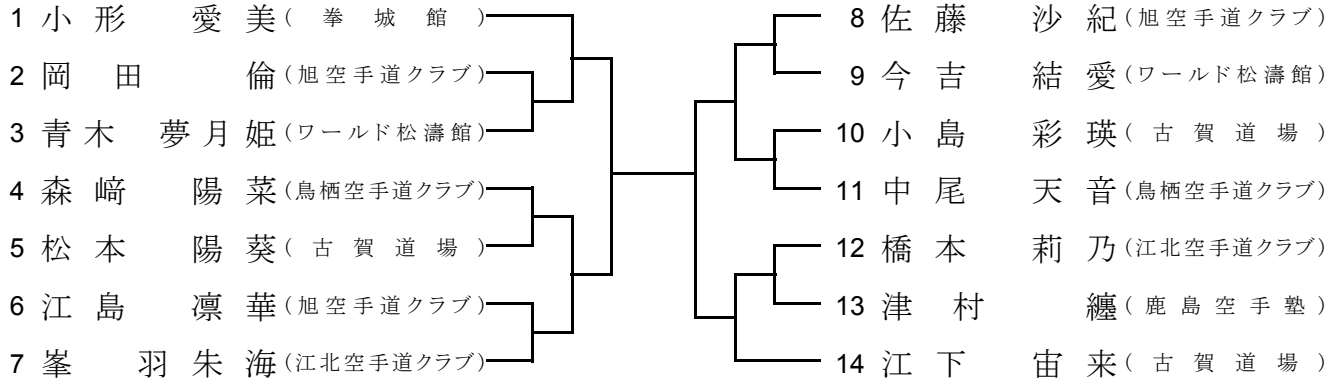 1 小形 愛美 (拳城館)
2 岡田 倫 (旭空手道クラブ)
3 青木 夢月姫 (ワールド松濤館)
4 森﨑 陽菜 (鳥栖空手道クラブ)
5 松本 陽葵 (古賀道場)
6 江島 凛華 (旭空手道クラブ)
7 峯 羽朱海 (江北空手道クラブ)
8 佐藤 沙紀 (旭空手道クラブ)
9 今吉 結愛 (ワールド松濤館)
10 小島 彩瑛 (古賀道場)
11 中尾 天音 (鳥栖空手道クラブ)
12 橋本 莉乃 (江北空手道クラブ)
13 津村 纏 (鹿島空手塾)
14 江下 宙来 (古賀道場)